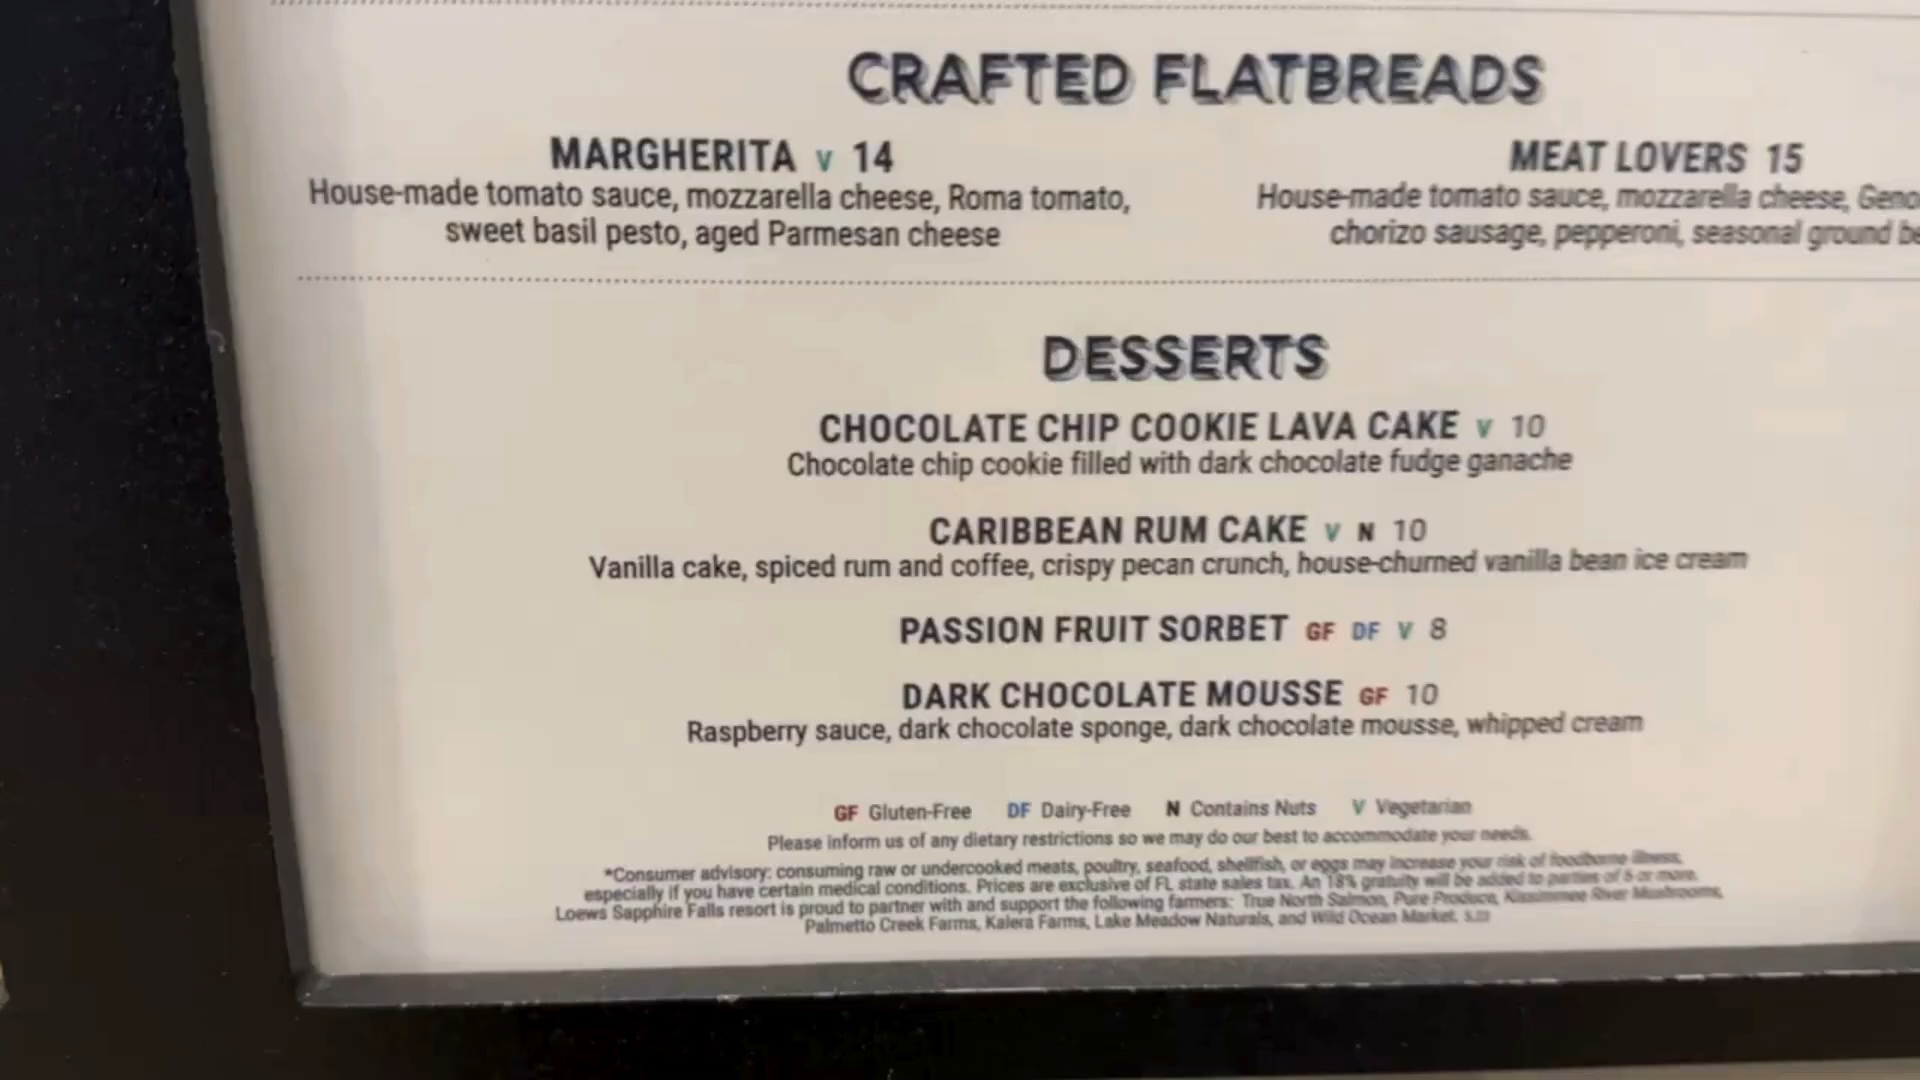 CRAFTED FLATBREADS
MARGHERITA V 14
House-made tomato sauce, mozzarella cheese, Roma tomato,
sweet basil pesto, aged Parmesan cheese
MEAT LOVERS 15
House-made tomato sauce, mozzarella cheese,
chorizo sausage, pepperoni, seasonal ground
DESSERTS
CHOCOLATE CHIP COOKIE LAVA CAKE V 10
Chocolate chip cookie filled with dark chocolate fudge ganache
CARIBBEAN RUM CAKE V N 10
Vanilla cake, spiced rum and coffee, crispy pecan crunch, house-churned vanilla bean ice cream
PASSION FRUIT SORBET GF DF V 8
DARK CHOCOLATE MOUSSE GF 10
Raspberry sauce, dark chocolate sponge, dark chocolate mousse, whipped cream
GF Gluten-Free DF Dairy-Free N Contains Nuts V Vegetarian
Please inform us of any dietary restrictions so we may do our best to accommodate your needs.
*Consumer advisory: consuming raw or undercooked meats, poultry, seafood, shellfish, or eggs may increase your risk of foodborne illness,
especially if you have certain medical conditions. Prices are exclusive of FL state sales tax. An 18% gratuity will be added to parties of 6 or more.
Loews Sapphire Falls resort is proud to partner with and support the following farmers: True North Salmon, Pure Produce, Kissimmee River Mushrooms,
Palmetto Creek Farms, Kalera Farms, Lake Meadow Naturals, and Wild Ocean Market.